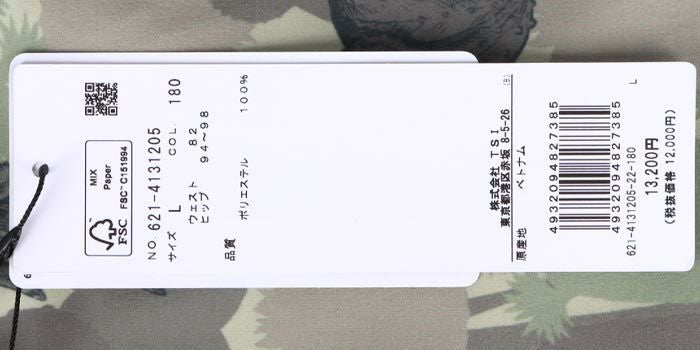 MIX
Paper
FSC™ C151994
FSC
NO. 621-4131205
サイズ L COL. 180
ウェスト 82
ヒップ 94~98
品質 ポリエステル 100%
株式会社 TSI
東京都港区赤坂 8-5-26 (B)
原産地 ベトナム
4932094827385
4932094827385
621-4131205-22-180 L
13,200円
(税抜価格 12,000円)
6